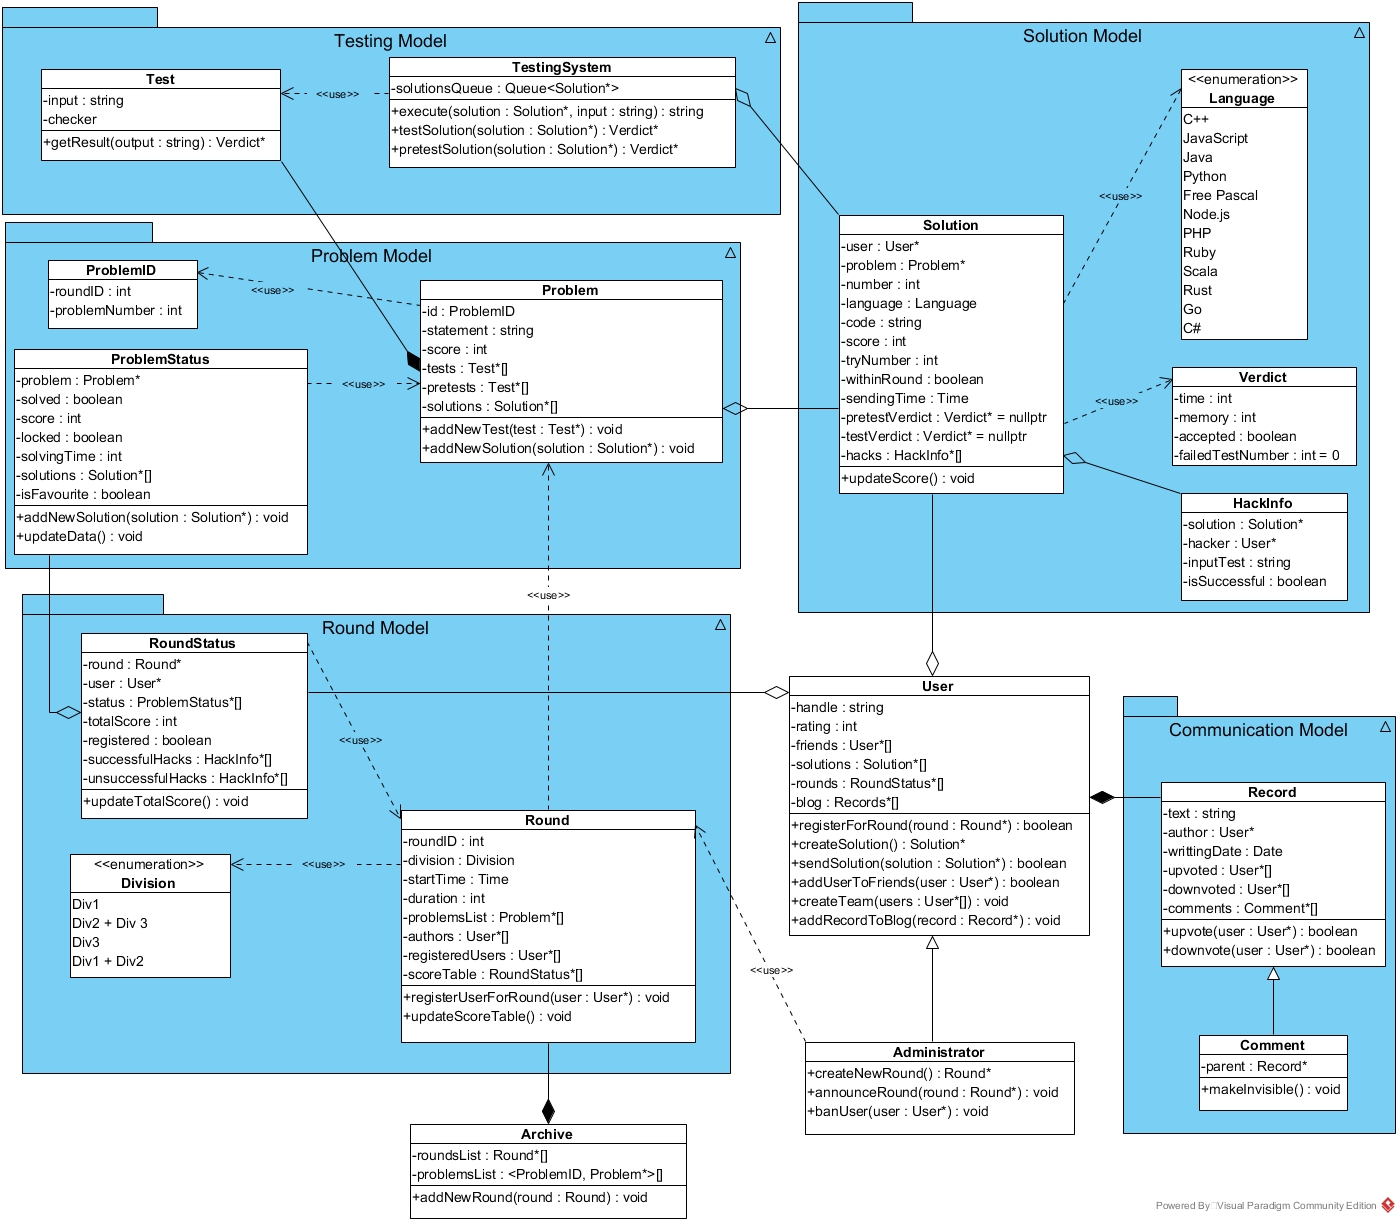 Testing Model
Test
-input : string
-checker
+getResult(output : string) : Verdict*
<<use>>
TestingSystem
-solutionsQueue : Queue<Solution*>
+execute(solution : Solution*, input : string) : string
+testSolution(solution : Solution*) : Verdict*
+pretestSolution(solution : Solution*) : Verdict*
Solution Model
<<enumeration>>
Language
C++
JavaScript
Java
Python
Free Pascal
Node.js
PHP
Ruby
Scala
Rust
Go
C#
<<use>>
Solution
-user : User*
-problem : Problem*
-number : int
-language : Language
-code : string
-score : int
-tryNumber : int
-withinRound : boolean
-sendingTime : Time
-pretestVerdict : Verdict* = nullptr
-testVerdict : Verdict* = nullptr
-hacks : HackInfo*[]
+updateScore() : void
<<use>>
Verdict
-time : int
-memory : int
-accepted : boolean
-failedTestNumber : int = 0
HackInfo
-solution : Solution*
-hacker : User*
-inputTest : string
-isSuccessful : boolean
Problem Model
ProblemID
-roundID : int
-problemNumber : int
<<use>>
Problem
-id : ProblemID
-statement : string
-score : int
-tests : Test*[]
-pretests : Test*[]
-solutions : Solution*[]
+addNewTest(test : Test*) : void
+addNewSolution(solution : Solution*) : void
ProblemStatus
-problem : Problem*
-solved : boolean
-score : int
-locked : boolean
-solvingTime : int
-solutions : Solution*[]
-isFavourite : boolean
+addNewSolution(solution : Solution*) : void
+updateData() : void
<<use>>
<<use>>
Round Model
RoundStatus
-round : Round*
-user : User*
-status : ProblemStatus*[]
-totalScore : int
-registered : boolean
-successfulHacks : HackInfo*[]
-unsuccessfulHacks : HackInfo*[]
+updateTotalScore() : void
<<use>>
<<enumeration>>
Division
Div1
Div2 + Div 3
Div3
Div1 + Div2
<<use>>
Round
-roundID : int
-division : Division
-startTime : Time
-duration : int
-problemsList : Problem*[]
-authors : User*[]
-registeredUsers : User*[]
-scoreTable : RoundStatus*[]
+registerUserForRound(user : User*) : void
+updateScoreTable() : void
User
-handle : string
-rating : int
-friends : User*[]
-solutions : Solution*[]
-rounds : RoundStatus*[]
-blog : Records*[]
+registerForRound(round : Round*) : boolean
+createSolution() : Solution*
+sendSolution(solution : Solution*) : boolean
+addUserToFriends(user : User*) : boolean
+createTeam(users : User*[]) : void
+addRecordToBlog(record : Record*) : void
<<use>>
Administrator
+createNewRound() : Round*
+announceRound(round : Round*) : void
+banUser(user : User*) : void
Communication Model
Record
-text : string
-author : User*
-writtingDate : Date
-upvoted : User*[]
-downvoted : User*[]
-comments : Comment*[]
+upvote(user : User*) : boolean
+downvote(user : User*) : boolean
Comment
-parent : Record*
+makeInvisible() : void
Archive
-roundsList : Round*[]
-problemsList : <ProblemID, Problem*>[]
+addNewRound(round : Round) : void
Powered By Visual Paradigm Community Edition